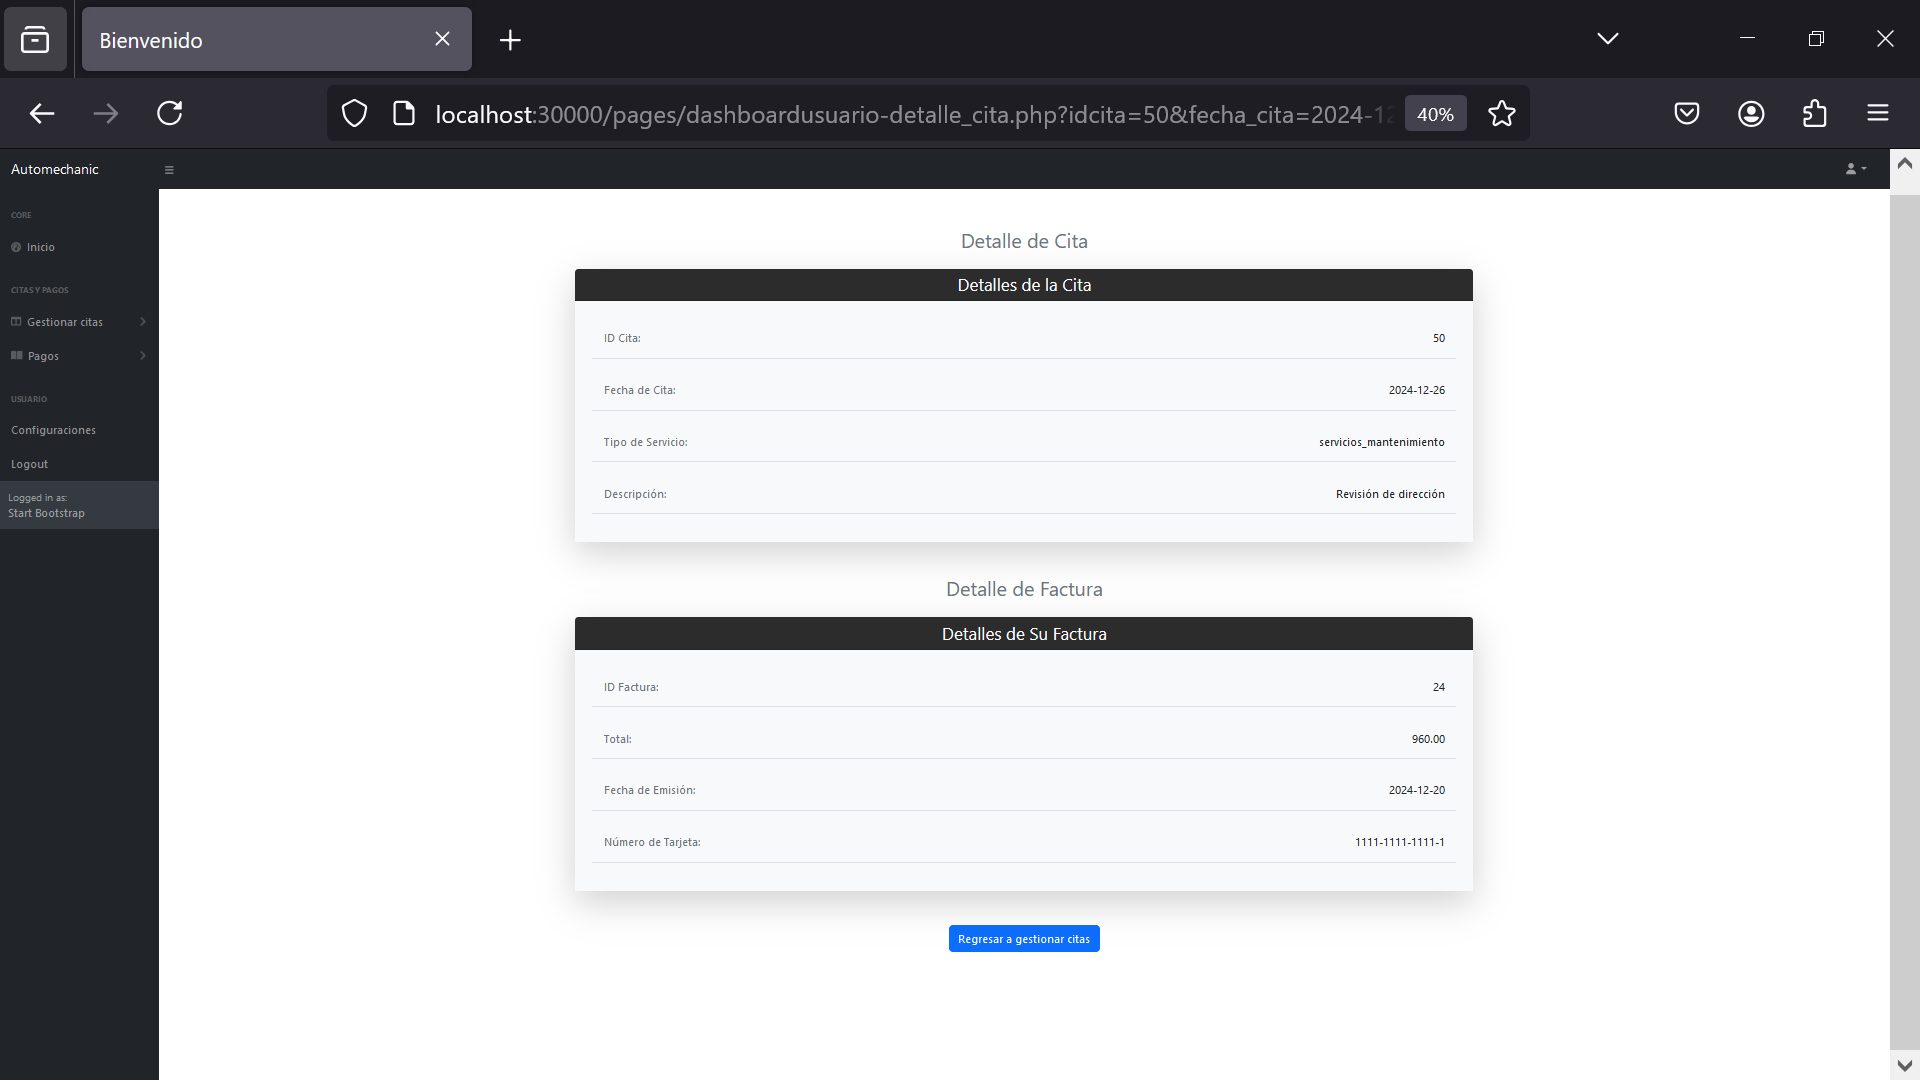 Bienvenido
localhost:30000/pages/dashboardusuario-detalle_cita.php?idcita=50&fecha_cita=2024-12
40%
Automechanic
CORE
Inicio
CITAS Y PAGOS
Gestionar citas
Pagos
USUARIO
Configuraciones
Logout
Logged in as:
Start Bootstrap
Detalle de Cita
Detalles de la Cita
ID Cita: 50
Fecha de Cita: 2024-12-26
Tipo de Servicio: servicios_mantenimiento
Descripción: Revisión de dirección
Detalle de Factura
Detalles de Su Factura
ID Factura: 24
Total: 960.00
Fecha de Emisión: 2024-12-20
Número de Tarjeta: 1111-1111-1111-1
Regresar a gestionar citas